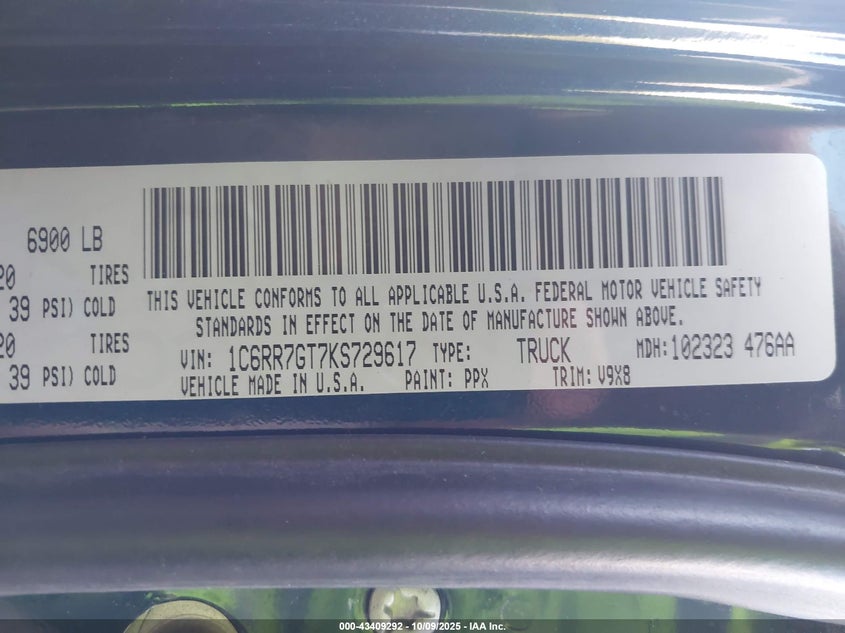 6900 LB
20 TIRES
39 PSI) COLD
20
39 PSI) COLD
THIS VEHICLE CONFORMS TO ALL APPLICABLE U.S.A. FEDERAL MOTOR VEHICLE SAFETY
STANDARDS IN EFFECT ON THE DATE OF MANUFACTURE SHOWN ABOVE.
VIN: 1C6RR7GT7KS729617 TYPE: TRUCK MDH: 102323 476AA
VEHICLE MADE IN U.S.A. PAINT: PPX TRIM: V9X8
000-43409292 - 10/09/2025 - IAA Inc.